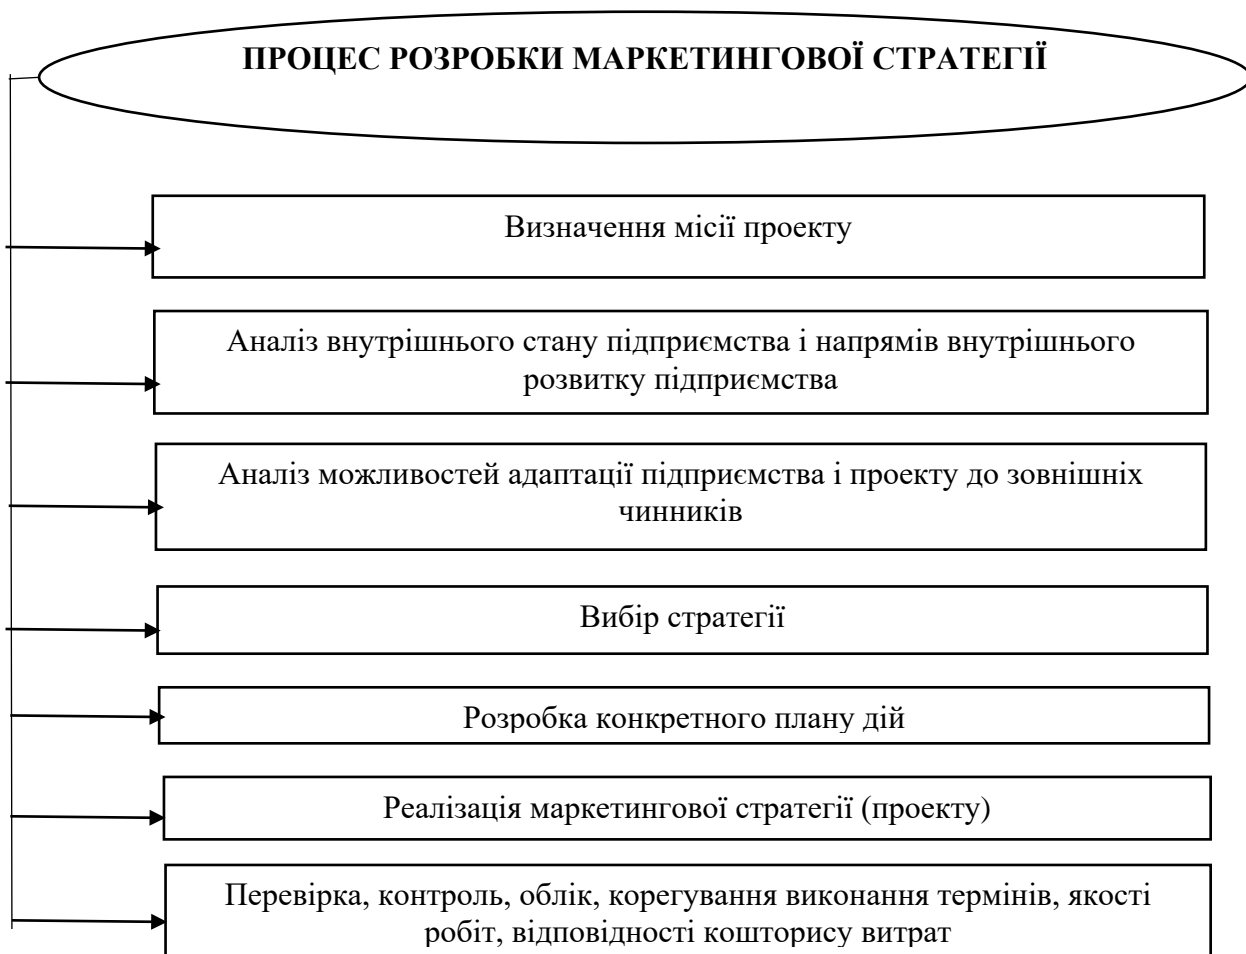 ПРОЦЕС РОЗРОБКИ МАРКЕТИНГОВОЇ СТРАТЕГІЇ
Визначення місії проекту
Аналіз внутрішнього стану підприємства і напрямів внутрішнього
розвитку підприємства
Аналіз можливостей адаптації підприємства і проекту до зовнішніх
чинників
Вибір стратегії
Розробка конкретного плану дій
Реалізація маркетингової стратегії (проекту)
Перевірка, контроль, облік, корегування виконання термінів, якості
робіт, відповідності кошторису витрат